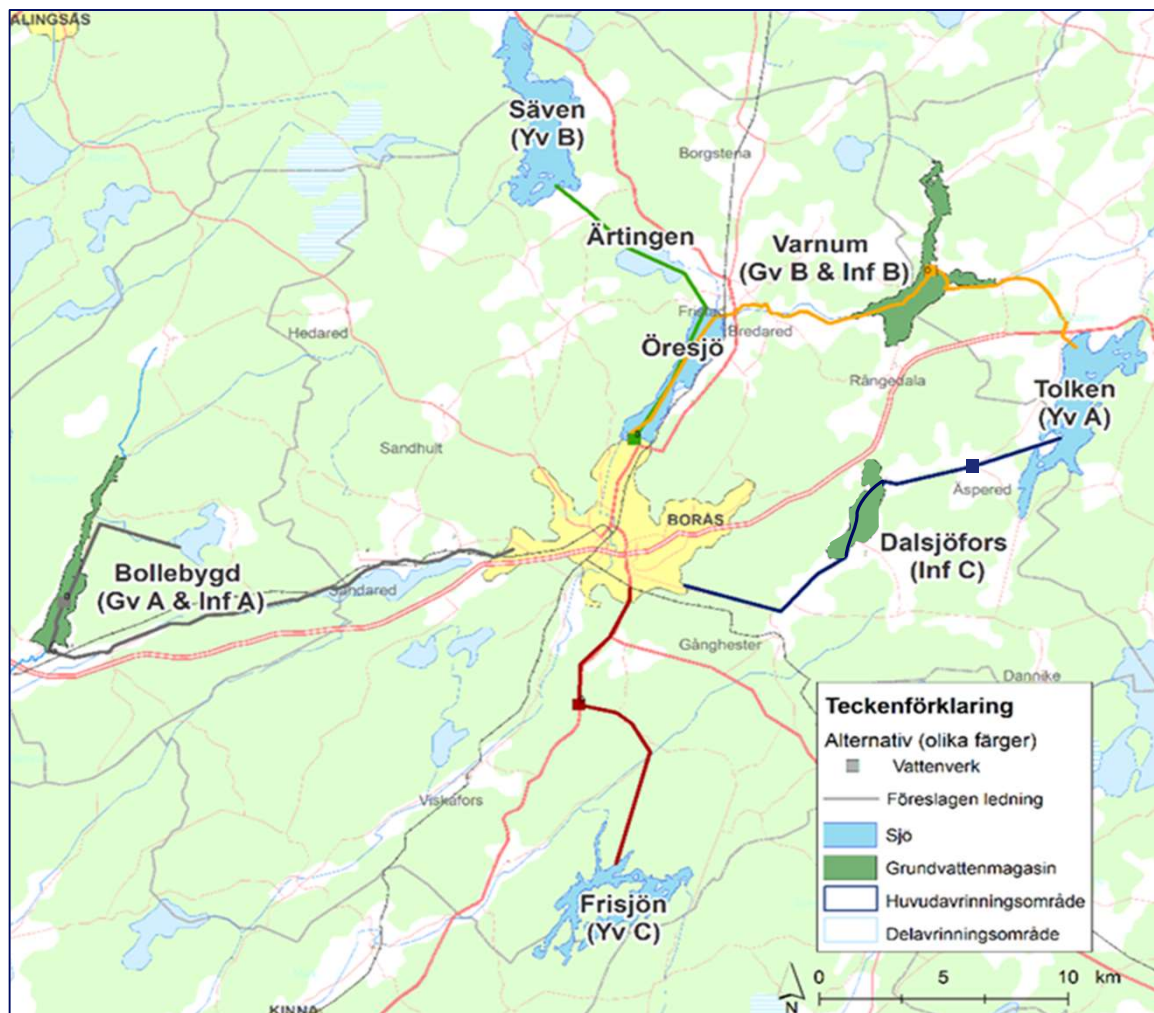 ALINGSÅS
Säven
(Yv B)
Borgstena
Ärtingen
Varnum
(Gv B & Inf B)
Fristad
Bredared
Hedared
Öresjö
Rångedala
Tolken
(Yv A)
Sandhult
Äspered
BORÅS
Dalsjöfors
(Inf C)
Bollebygd
(Gv A & Inf A)
Sandared
Gånghester
Dannike
Viskafors
Frisjön
(Yv C)
KINNA
Teckenförklaring
Alternativ (olika färger)
Vattenverk
Föreslagen ledning
Sjö
Grundvattenmagasin
Huvudavrinningsområde
Delavrinningsområde
0 5 10 km
N